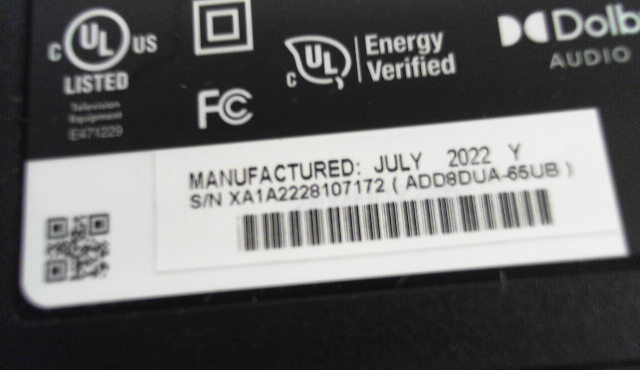 C UL US
LISTED
Television
Equipment
E471229
FC
C UL
Energy
Verified
Dolb
AUDIO
MANUFACTURED: JULY 2022 Y
S/N XA1A2228107172 ( ADD8DUA-65UB )